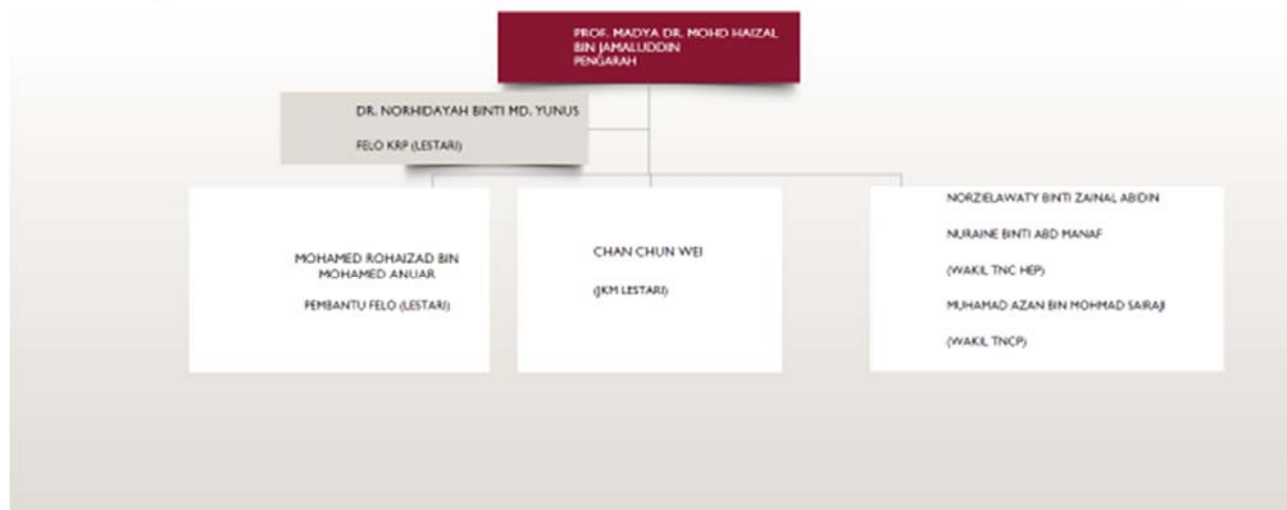 PROF. MADYA DR. MOHD HAIZAL
BIN JAMALUDDIN
PENGARAH
DR. NORHIDAYAH BINTI MD. YUNUS
FELO KRP (LESTARI)
MOHAMED ROHAIZAD BIN
MOHAMED ANUAR
PEMBANTU FELO (LESTARI)
CHAN CHUN WEI
(JKM LESTARI)
NORZIELAWATY BINTI ZAINAL ABIDIN
NURAINE BINTI ABD MANAF
(WAKIL TNC HEP)
MUHAMAD AZAN BIN MOHMAD SAIRAJI
(WAKIL TNCP)